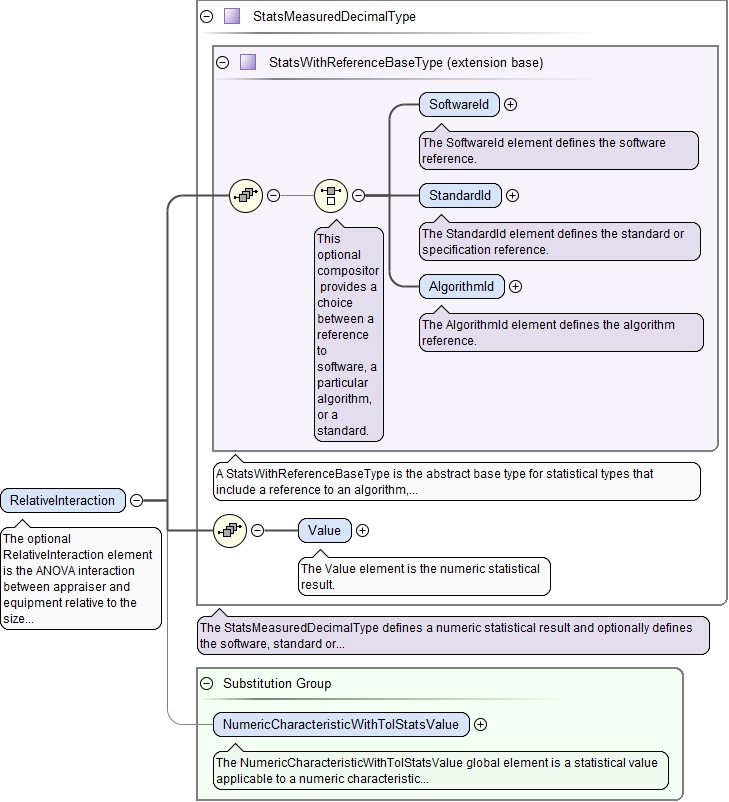 StatsMeasuredDecimalType
StatsWithReferenceBaseType (extension base)
SoftwareId
The SoftwareId element defines the software
reference.
StandardId
The StandardId element defines the standard or
specification reference.
This
optional
compositor
provides a
choice
between a
reference
to
software, a
particular
algorithm,
or a
standard.
AlgorithmId
The AlgorithmId element defines the algorithm
reference.
A StatsWithReferenceBaseType is the abstract base type for statistical types that
include a reference to an algorithm,...
RelativeInteraction
The optional
RelativeInteraction element
is the ANOVA interaction
between appraiser and
equipment relative to the
size...
Value
The Value element is the numeric statistical
result.
The StatsMeasuredDecimalType defines a numeric statistical result and optionally defines
the software, standard or...
Substitution Group
NumericCharacteristicWithTolStatsValue
The NumericCharacteristicWithTolStatsValue global element is a statistical value
applicable to a numeric characteristic...